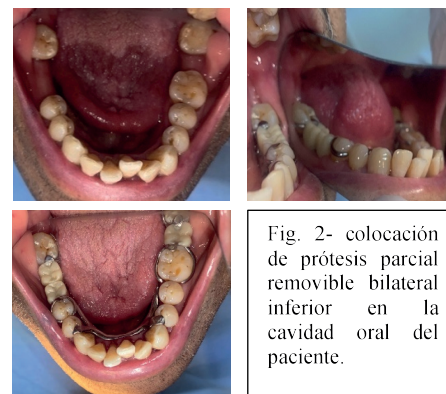 Fig. 2- colocación
de prótesis parcial
removible bilateral
inferior en la
cavidad oral del
paciente.